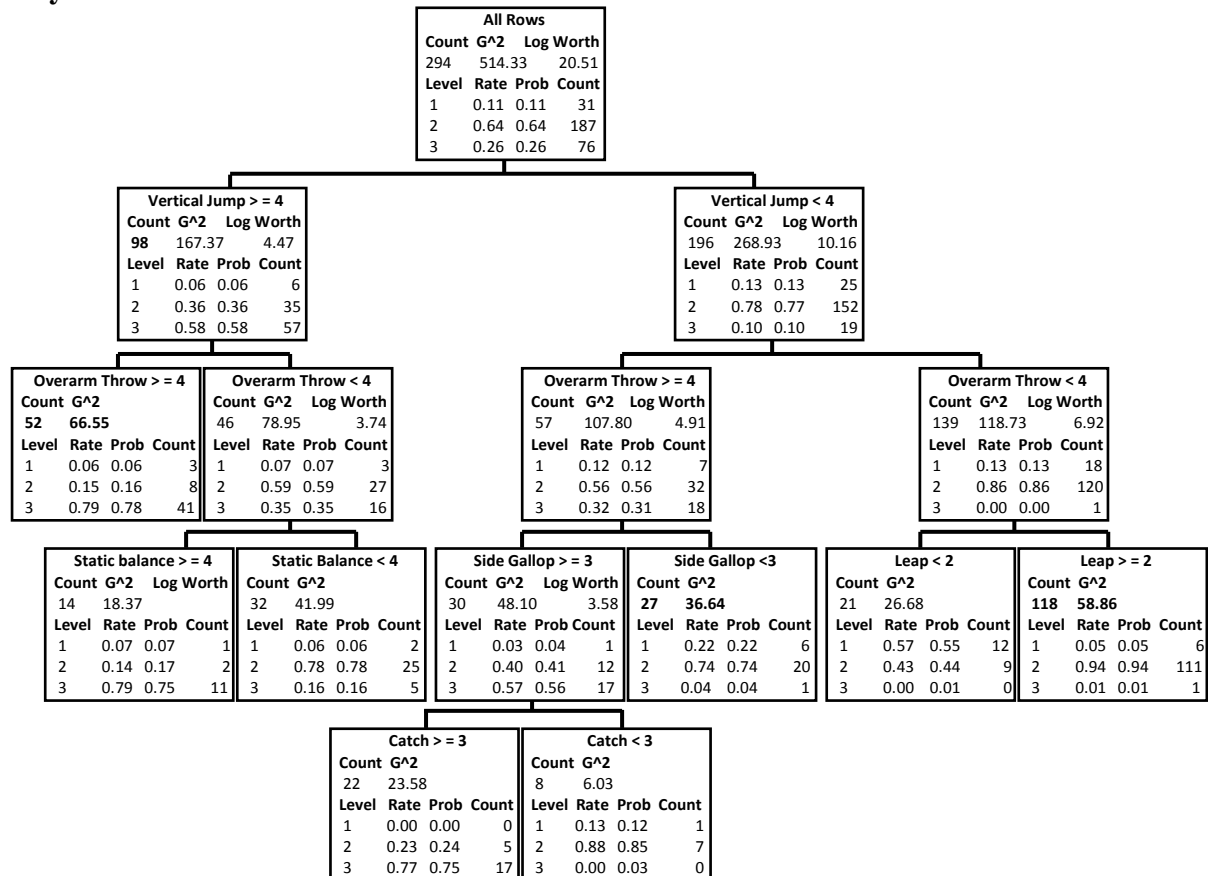 All Rows
Count G^2 Log Worth
294 514.33 20.51
Level Rate Prob Count
1 0.11 0.11 31
2 0.64 0.64 187
3 0.26 0.26 76
Vertical Jump > = 4
Count G^2 Log Worth
98 167.37 4.47
Level Rate Prob Count
1 0.06 0.06 6
2 0.36 0.36 35
3 0.58 0.58 57
Vertical Jump < 4
Count G^2 Log Worth
196 268.93 10.16
Level Rate Prob Count
1 0.13 0.13 25
2 0.78 0.77 152
3 0.10 0.10 19
Overarm Throw > = 4
Count G^2
52 66.55
Level Rate Prob Count
1 0.06 0.06 3
2 0.15 0.16 8
3 0.79 0.78 41
Overarm Throw < 4
Count G^2 Log Worth
46 78.95 3.74
Level Rate Prob Count
1 0.07 0.07 3
2 0.59 0.59 27
3 0.35 0.35 16
Overarm Throw > = 4
Count G^2 Log Worth
57 107.80 4.91
Level Rate Prob Count
1 0.12 0.12 7
2 0.56 0.56 32
3 0.32 0.31 18
Overarm Throw < 4
Count G^2 Log Worth
139 118.73 6.92
Level Rate Prob Count
1 0.13 0.13 18
2 0.86 0.86 120
3 0.00 0.00 1
Static balance > = 4
Count G^2 Log Worth
14 18.37
Level Rate Prob Count
1 0.07 0.07 1
2 0.14 0.17 2
3 0.79 0.75 11
Static Balance < 4
Count G^2
32 41.99
Level Rate Prob Count
1 0.06 0.06 2
2 0.78 0.78 25
3 0.16 0.16 5
Side Gallop > = 3
Count G^2 Log Worth
30 48.10 3.58
Level Rate Prob Count
1 0.03 0.04 1
2 0.40 0.41 12
3 0.57 0.56 17
Side Gallop <3
Count G^2
27 36.64
Level Rate Prob Count
1 0.22 0.22 6
2 0.74 0.74 20
3 0.04 0.04 1
Leap < 2
Count G^2
21 26.68
Level Rate Prob Count
1 0.57 0.55 12
2 0.43 0.44 9
3 0.00 0.01 0
Leap > = 2
Count G^2
118 58.86
Level Rate Prob Count
1 0.05 0.05 6
2 0.94 0.94 111
3 0.01 0.01 1
Catch > = 3
Count G^2
22 23.58
Level Rate Prob Count
1 0.00 0.00 0
2 0.23 0.24 5
3 0.77 0.75 17
Catch < 3
Count G^2
8 6.03
Level Rate Prob Count
1 0.13 0.12 1
2 0.88 0.85 7
3 0.00 0.03 0